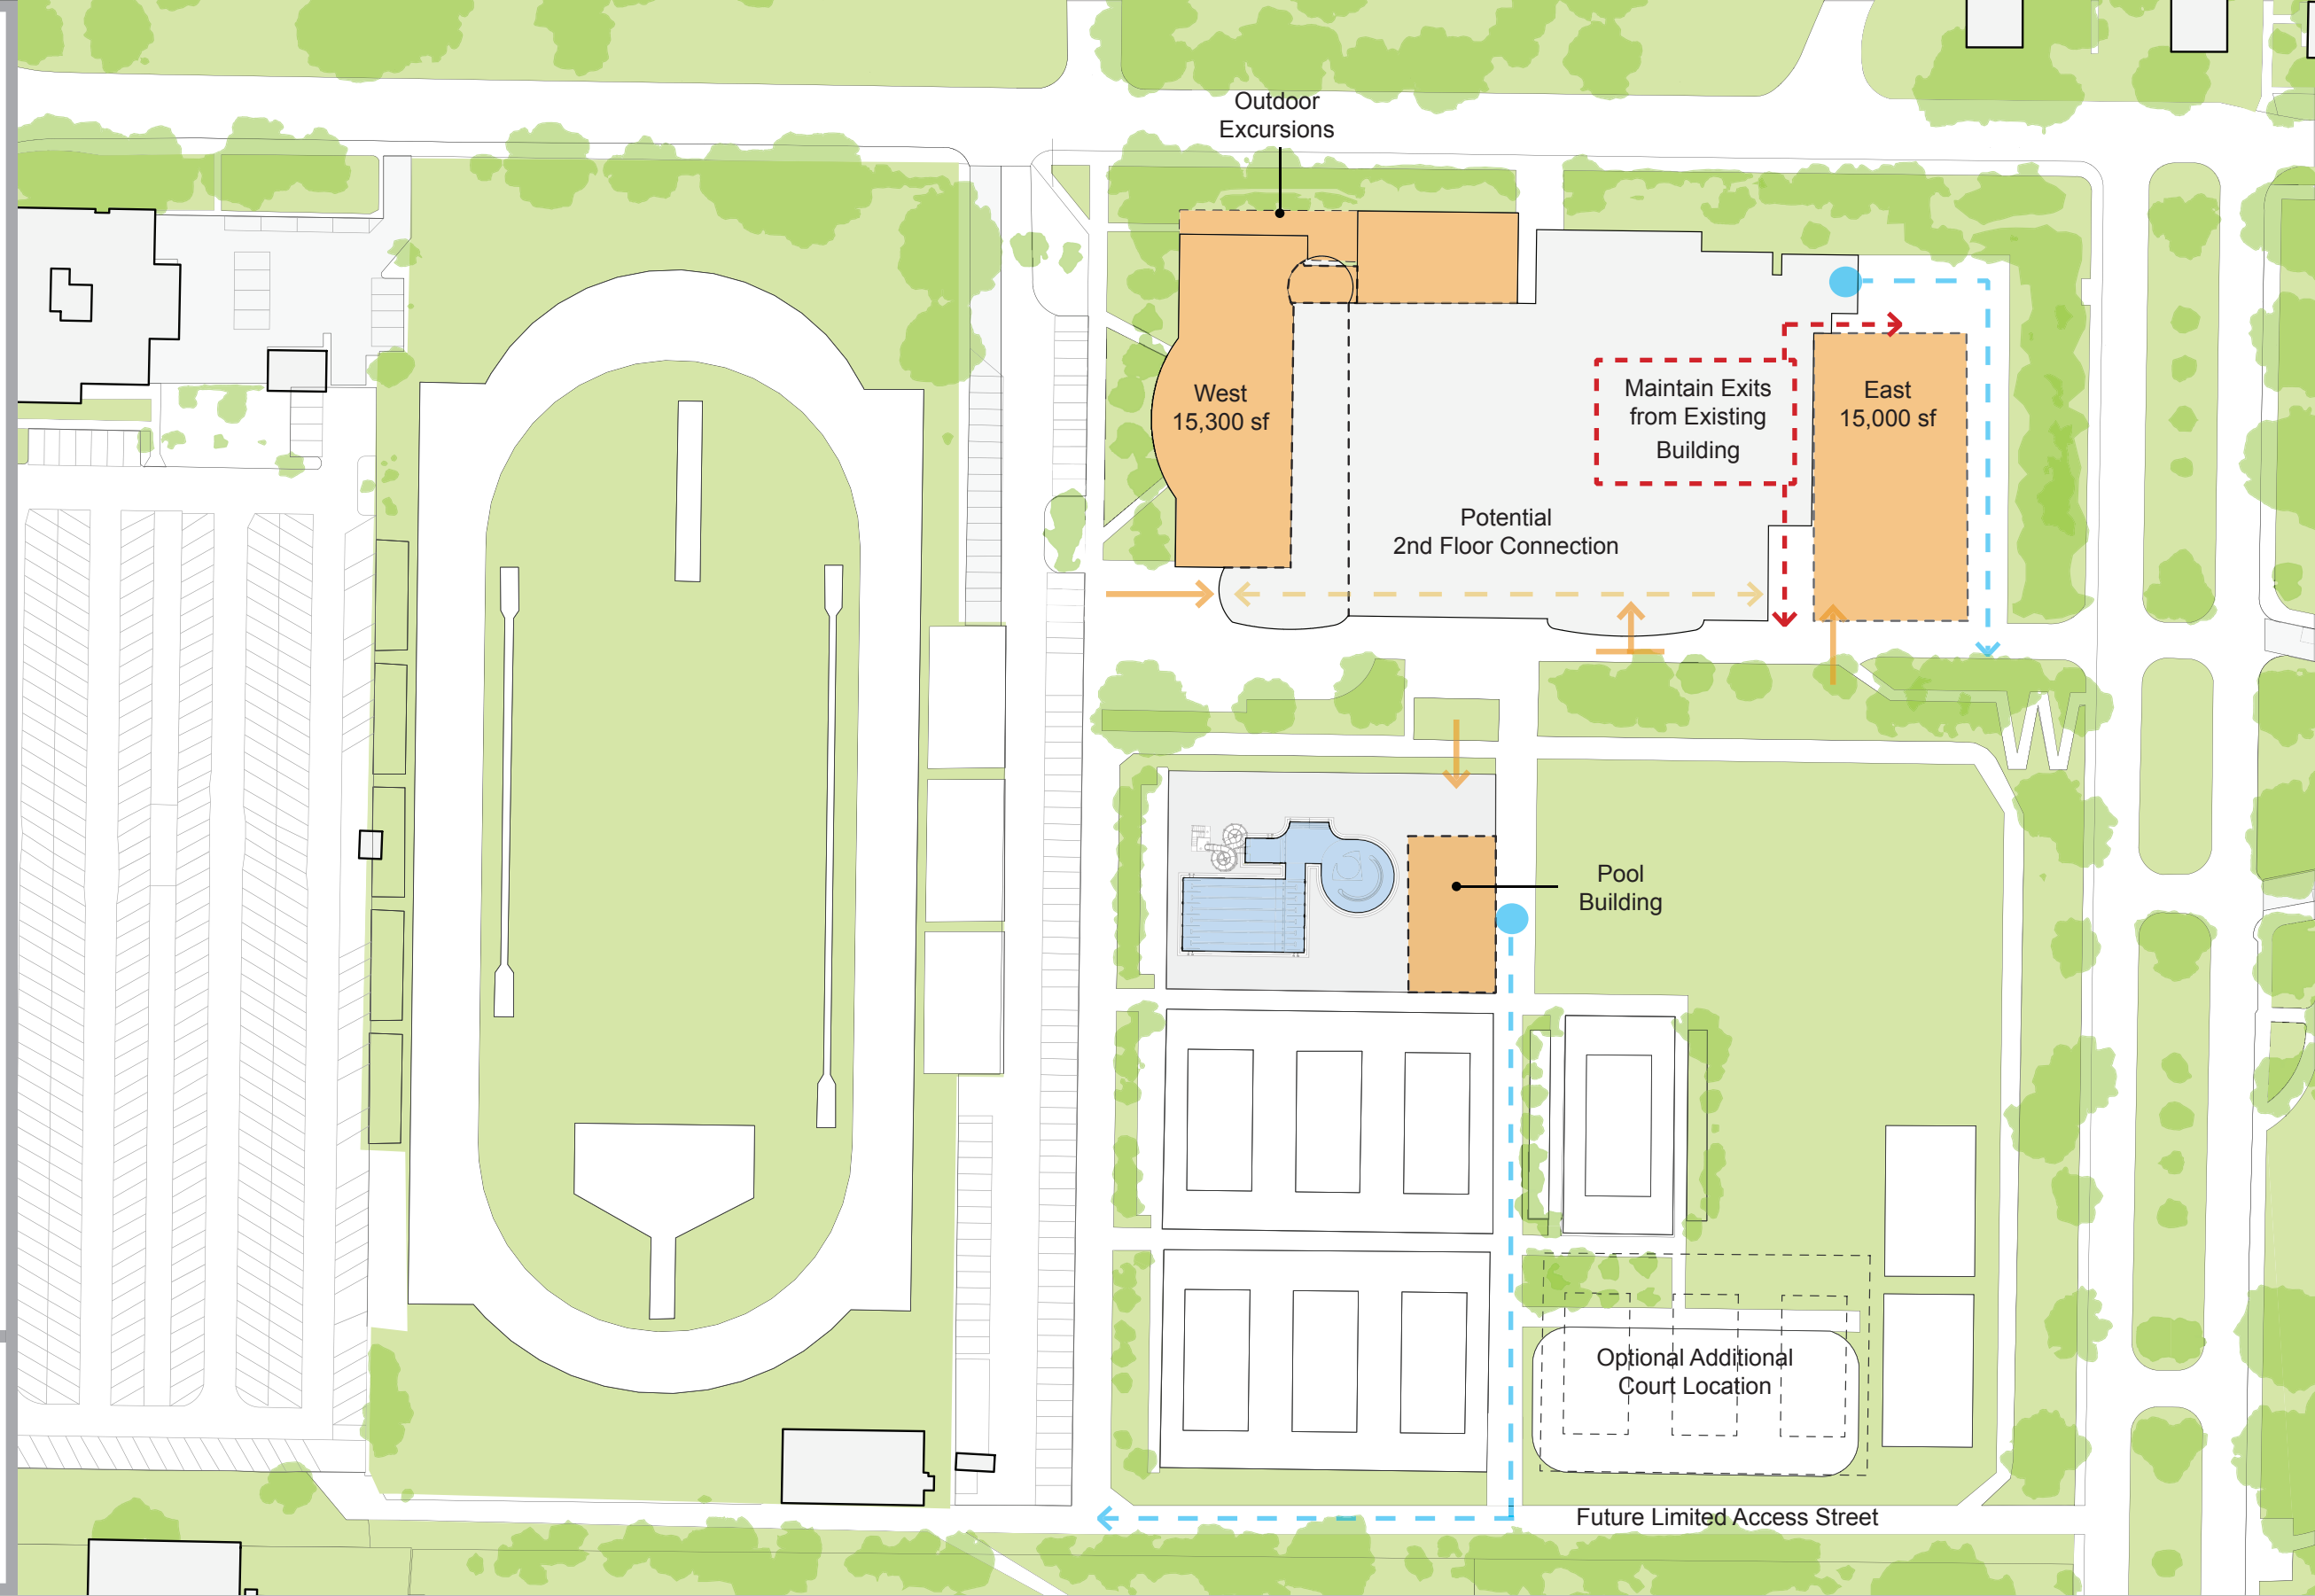 Outdoor
Excursions
West
15,300 sf
Maintain Exits
from Existing
Building
East
15,000 sf
Potential
2nd Floor Connection
Pool
Building
Optional Additional
Court Location
Future Limited Access Street